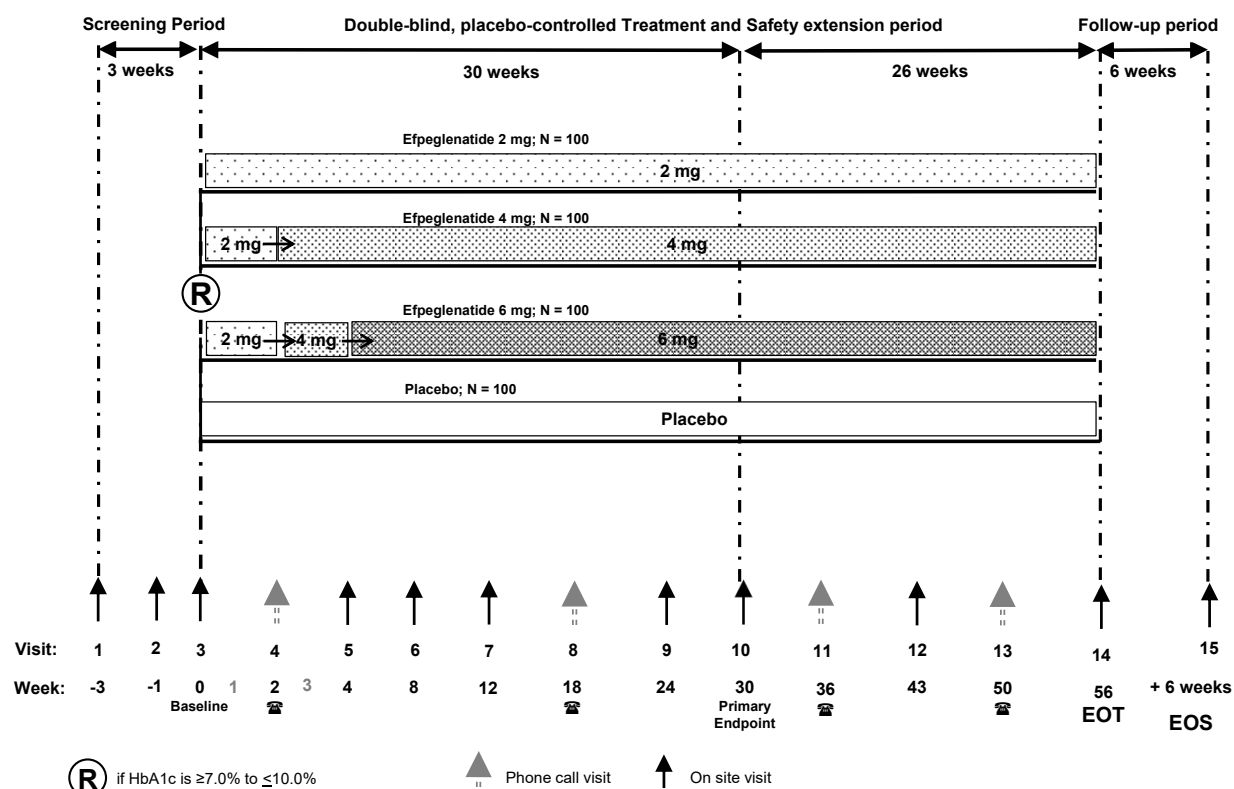 Screening Period Double-blind, placebo-controlled Treatment and Safety extension period Follow-up period
3 weeks 30 weeks 26 weeks 6 weeks
Efpeglenatide 2 mg; N = 100
2 mg
Efpeglenatide 4 mg; N = 100
2 mg 4 mg
R
Efpeglenatide 6 mg; N = 100
2 mg 4 mg 6 mg
Placebo; N = 100
Placebo
Visit: 1 2 3 4 5 6 7 8 9 10 11 12 13 14 15
Week: -3 -1 0 1 2 3 4 8 12 18 24 30 36 43 50 56 + 6 weeks
Baseline Primary Endpoint EOT EOS
R if HbA1c is ≥7.0% to ≤10.0% Phone call visit On site visit